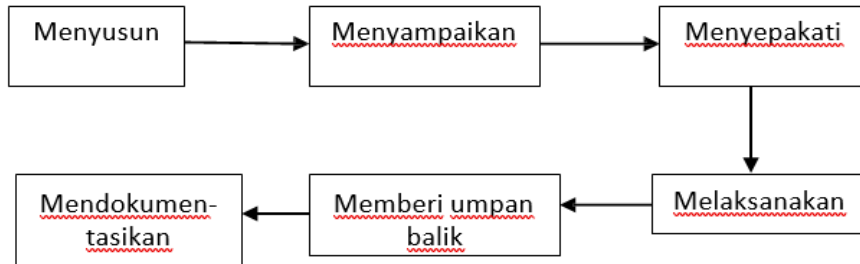 Menyusun
Menyampaikan
Menyepakati
Melaksanakan
Memberi umpan
balik
Mendokumen-
tasikan